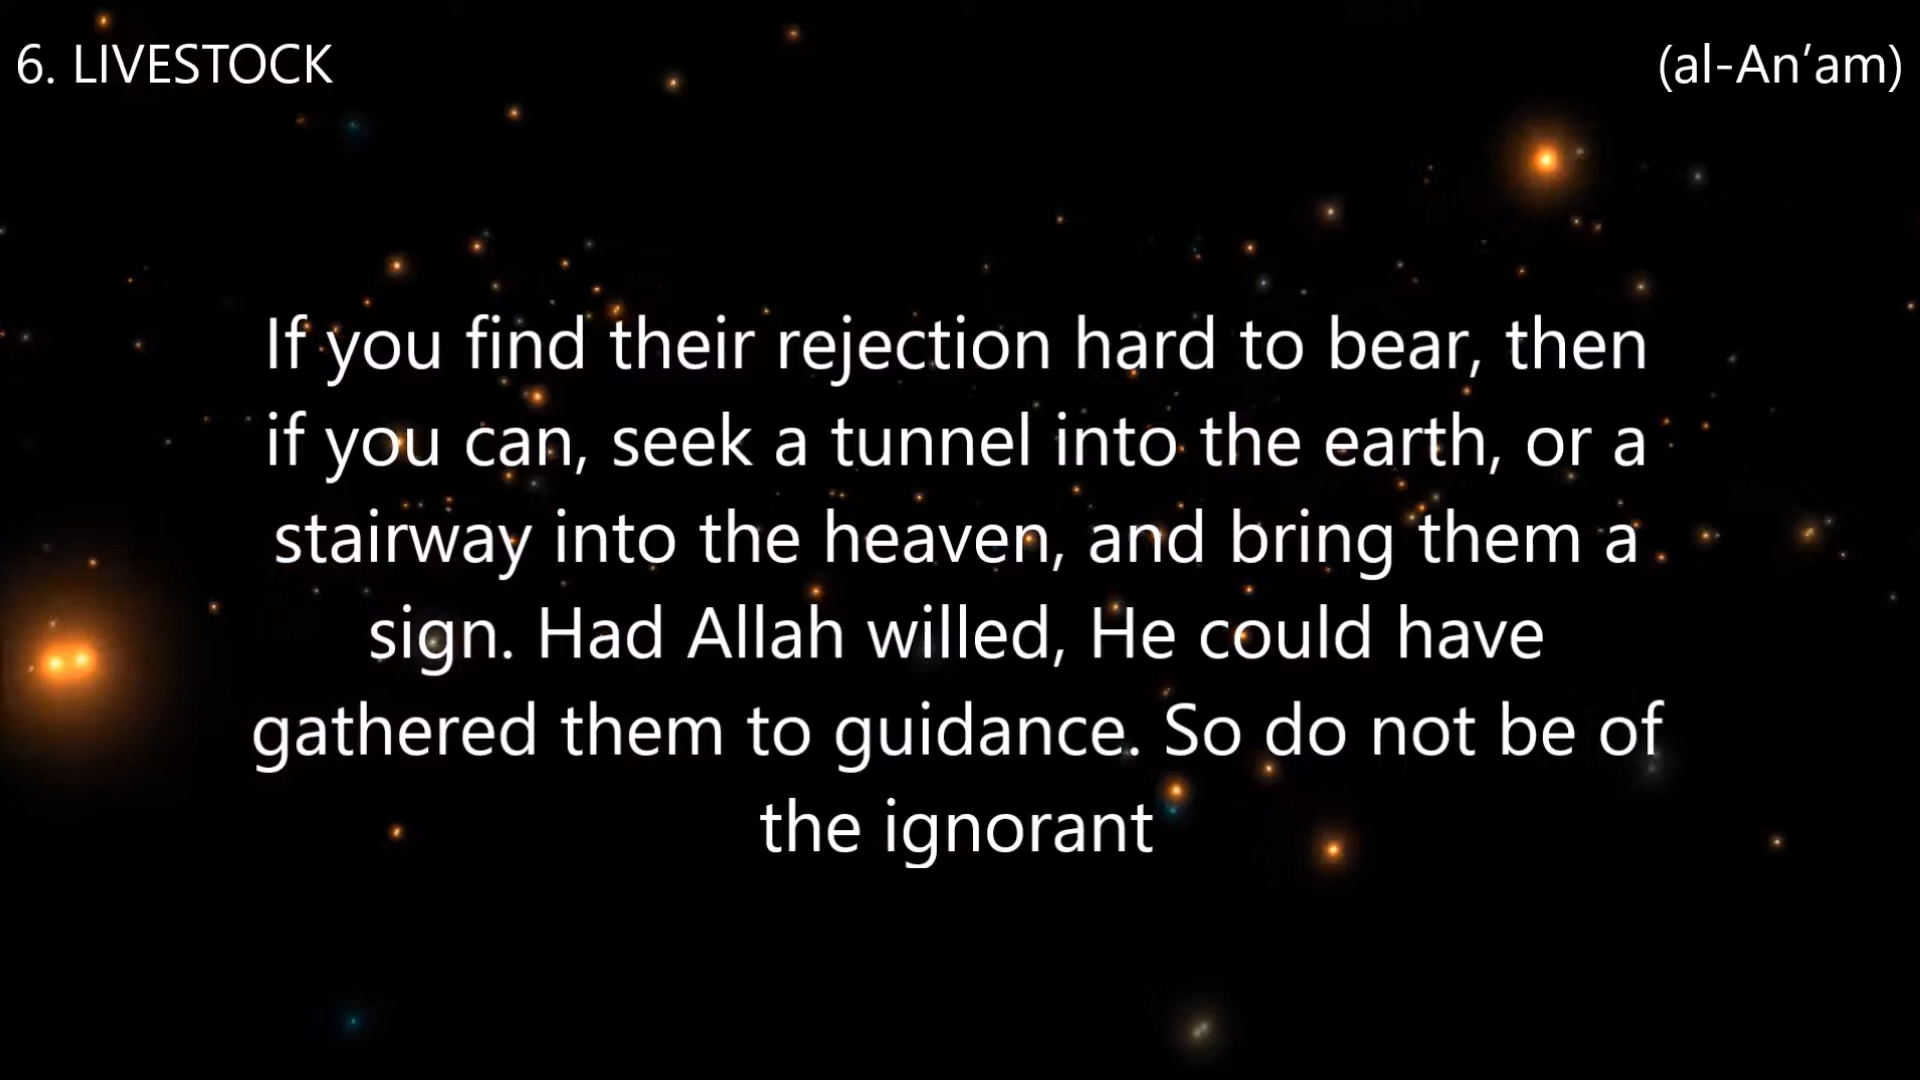 6. LIVESTOCK
(al-An’am)
If you find their rejection hard to bear, then
if you can, seek a tunnel into the earth, or a
stairway into the heaven, and bring them a
sign. Had Allah willed, He could have
gathered them to guidance. So do not be of
the ignorant